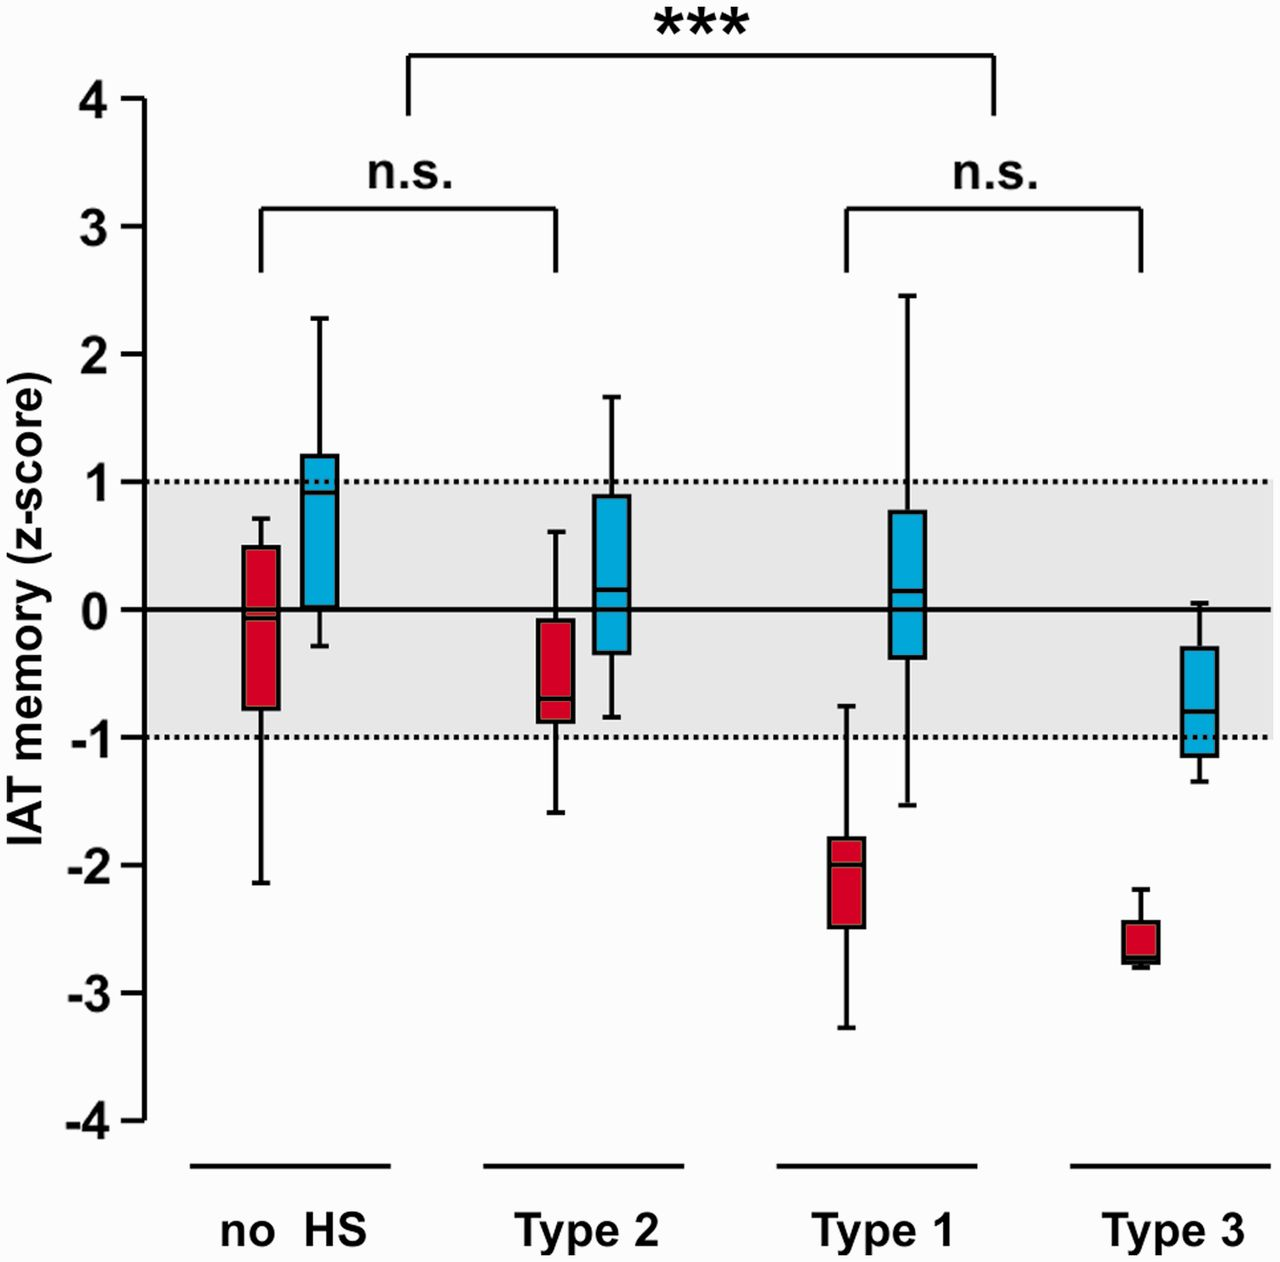 ***
n.s.
n.s.
4
3
2
1
0
-1
-2
-3
-4
IAT memory (z-score)
no HS
Type 2
Type 1
Type 3